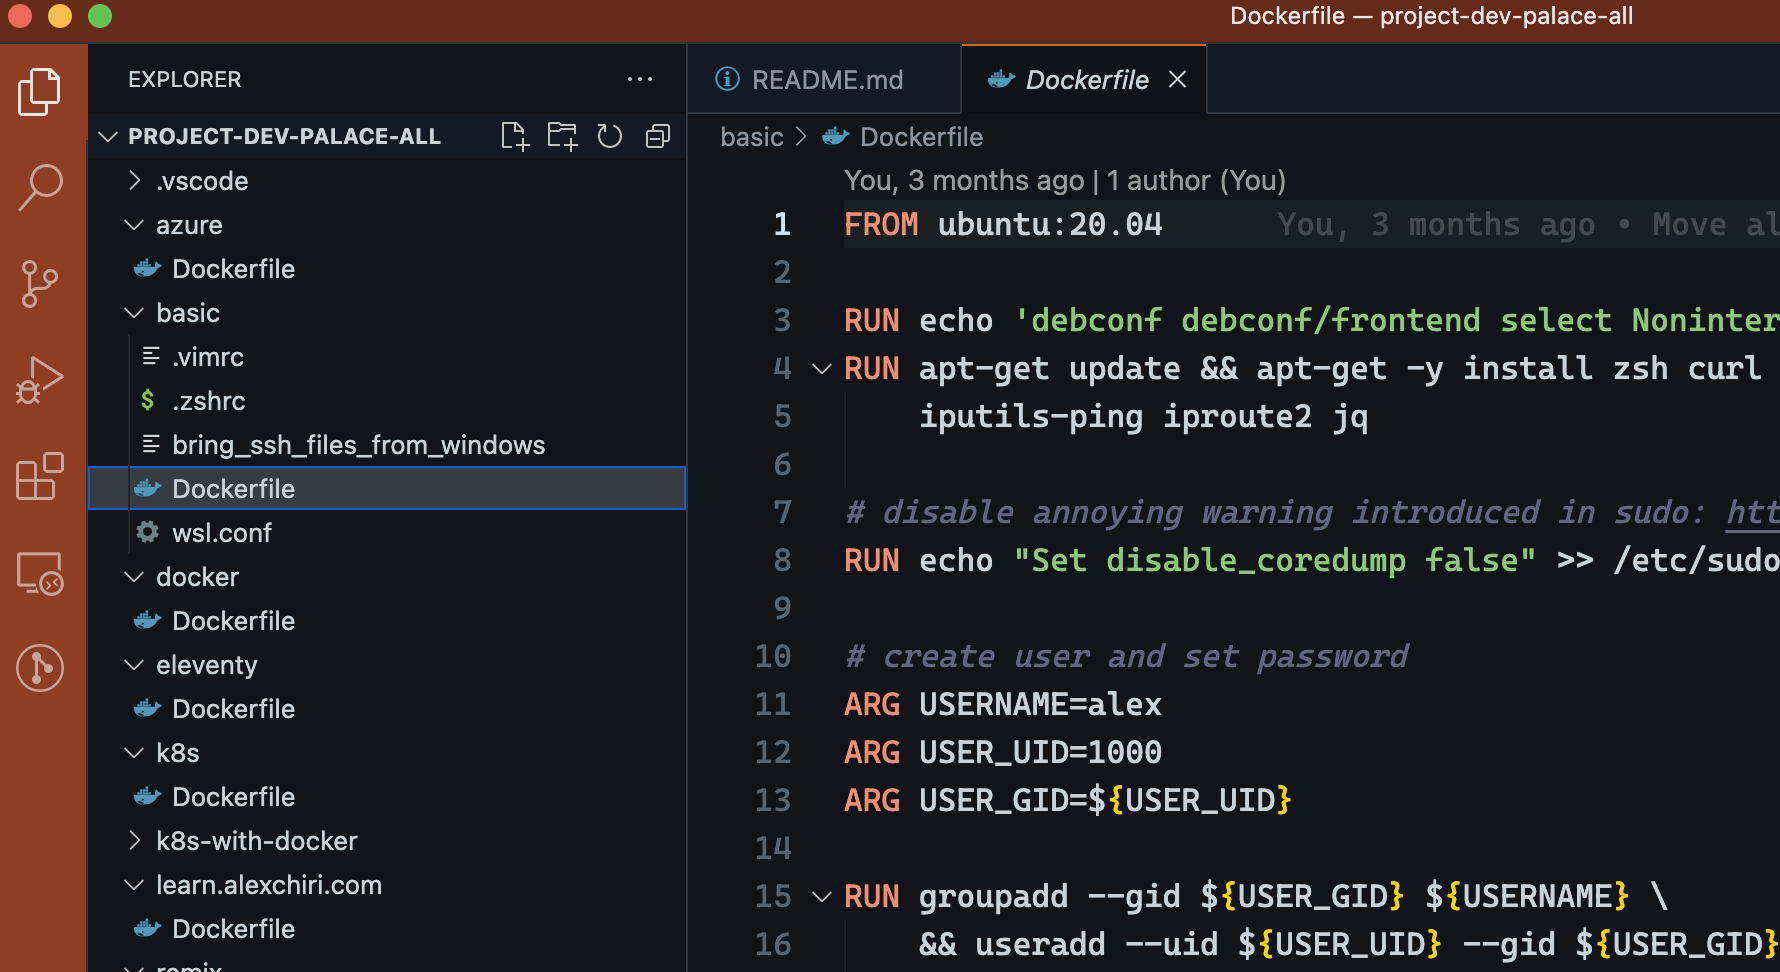 Dockerfile — project-dev-palace-all
EXPLORER
PROJECT-DEV-PALACE-ALL
.vscode
azure
Dockerfile
basic
.vimrc
.zshrc
bring_ssh_files_from_windows
Dockerfile
wsl.conf
docker
Dockerfile
eleventy
Dockerfile
k8s
Dockerfile
k8s-with-docker
learn.alexchiri.com
Dockerfile
remix
README.md
Dockerfile
basic > Dockerfile
You, 3 months ago | 1 author (You)
1 FROM ubuntu:20.04 You, 3 months ago • Move al
2
3 RUN echo 'debconf debconf/frontend select Noninter
4 RUN apt-get update && apt-get -y install zsh curl
5 iputils-ping iproute2 jq
6
7 # disable annoying warning introduced in sudo: htt
8 RUN echo "Set disable_coredump false" >> /etc/sudo
9
10 # create user and set password
11 ARG USERNAME=alex
12 ARG USER_UID=1000
13 ARG USER_GID=${USER_UID}
14
15 RUN groupadd --gid ${USER_GID} ${USERNAME} \
16 && useradd --uid ${USER_UID} --gid ${USER_GID}